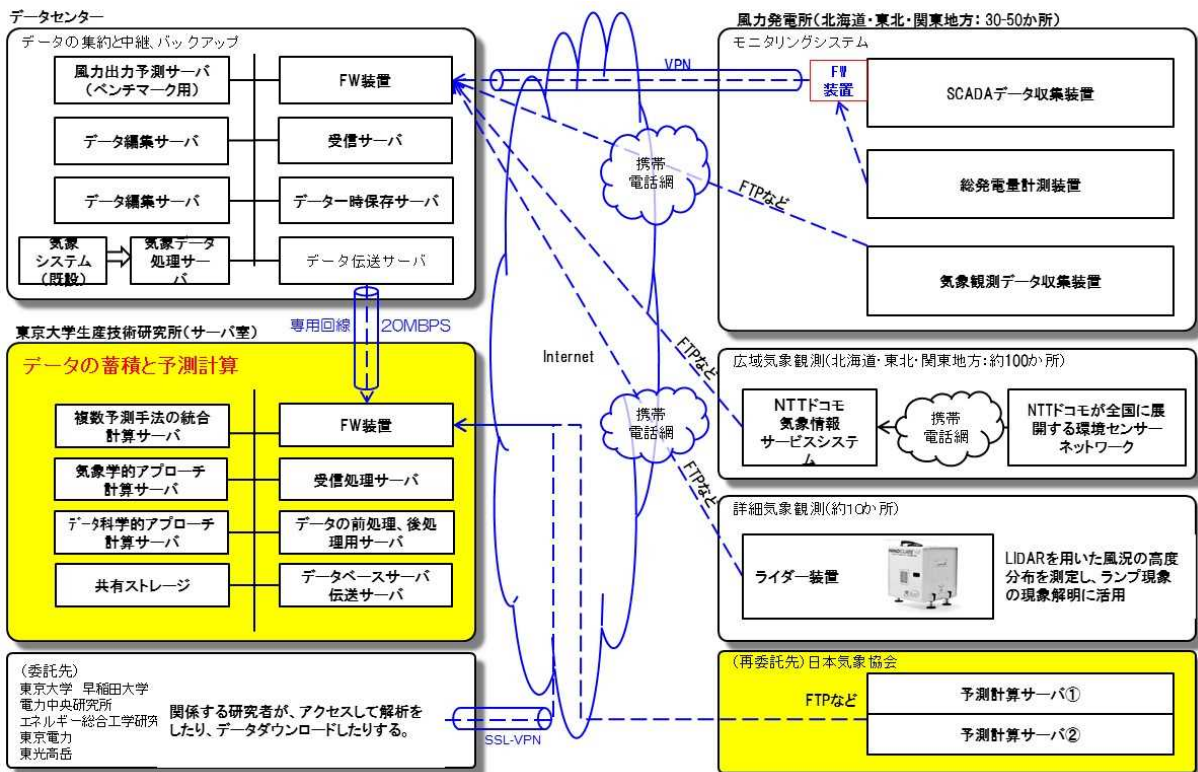 データセンター
データの集約と中継、バックアップ
風力出力予測サーバ
(ベンチマーク用)
FW装置
データ編集サーバ
受信サーバ
データ編集サーバ
データ一時保存サーバ
気象
システム
(既設)
気象データ
処理サー
バ
データ伝送サーバ
専用回線
20MBPS
東京大学生産技術研究所(サーバ室)
データの蓄積と予測計算
複数予測手法の統合
計算サーバ
FW装置
気象学的アプローチ
計算サーバ
受信処理サーバ
データ科学的アプローチ
計算サーバ
データの前処理、後処
理用サーバ
共有ストレージ
データベースサーバ
伝送サーバ
(委託先)
東京大学 早稲田大学
電力中央研究所
エネルギー総合工学研究
東京電力
東光高岳
関係する研究者が、アクセスして解析を
したり、データダウンロードしたりする。
SSL-VPN
Internet
VPN
携帯
電話網
FTPなど
FTPなど
携帯
電話網
FTPなど
風力発電所(北海道・東北・関東地方:30-50か所)
モニタリングシステム
FW
装置
SCADAデータ収集装置
総発電量計測装置
気象観測データ収集装置
広域気象観測(北海道・東北・関東地方:約100か所)
NTTドコモ
気象情報
サービスシステ
ム
携帯
電話網
NTTドコモが全国に展
開する環境センサー
ネットワーク
詳細気象観測(約10か所)
ライダー装置
LIDARを用いた風況の高度
分布を測定し、ランプ現象
の現象解明に活用
(再委託先)日本気象協会
FTPなど
予測計算サーバ①
予測計算サーバ②